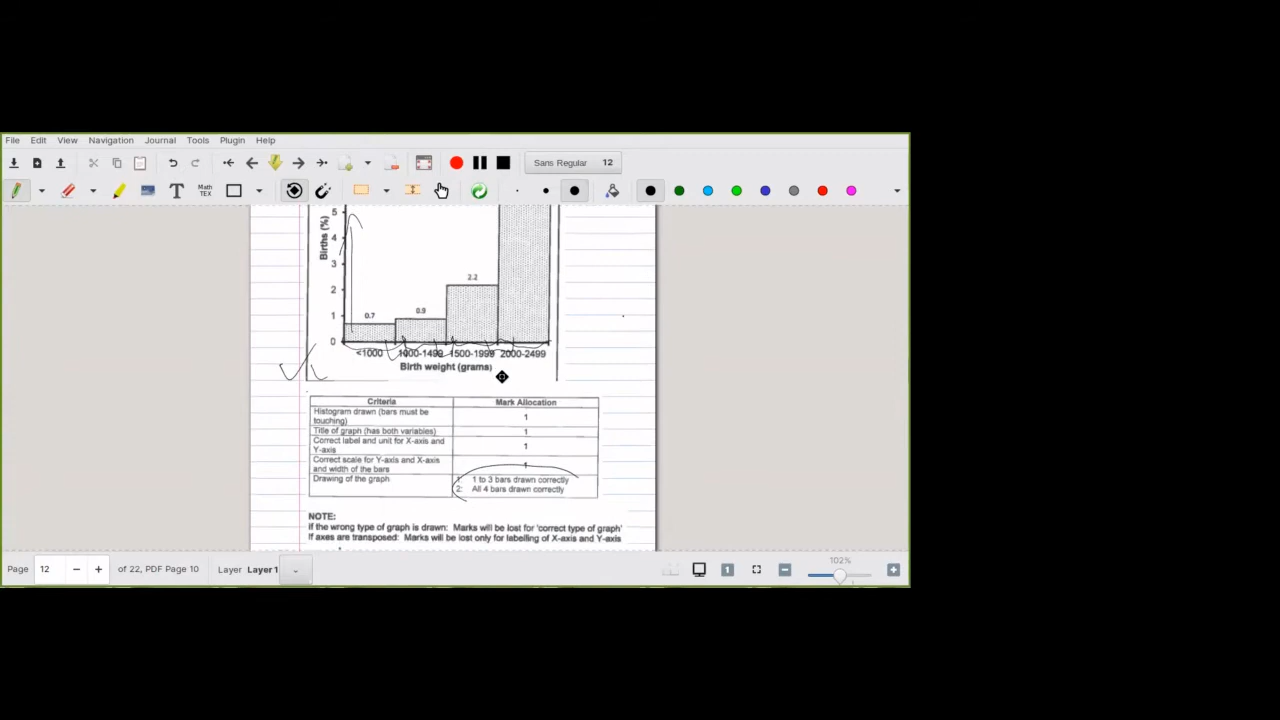 File Edit View Navigation Journal Tools Plugin Help
Sans Regular 12
T Math TEX
Births (%)
5
4
3
2
1
0
0.7
0.9
2.2
<1000 1000-1499 1500-1999 2000-2499
Birth weight (grams)
Criteria Mark Allocation
Histogram drawn (bars must be
touching) 1
Title of graph (has both variables) 1
Correct label and unit for X-axis and
Y-axis 1
Correct scale for Y-axis and X-axis
and width of the bars 1
Drawing of the graph 1: 1 to 3 bars drawn correctly
2: All 4 bars drawn correctly
NOTE:
If the wrong type of graph is drawn: Marks will be lost for 'correct type of graph'
If axes are transposed: Marks will be lost only for labelling of X-axis and Y-axis
Page 12 of 22, PDF Page 10 Layer Layer 1 1 102%